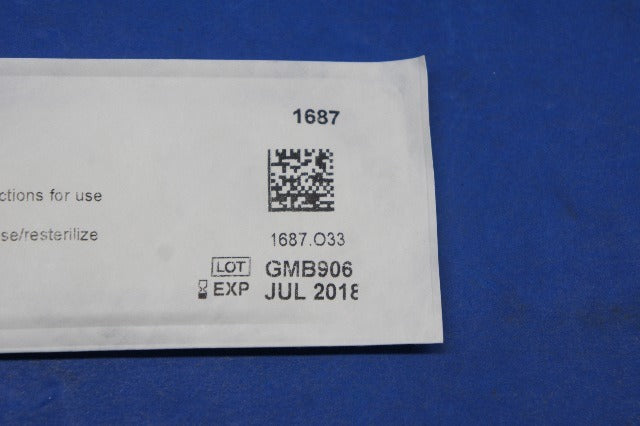 1687
ctions for use
se/resterilize
1687.O33
LOT GMB906
EXP JUL 2018